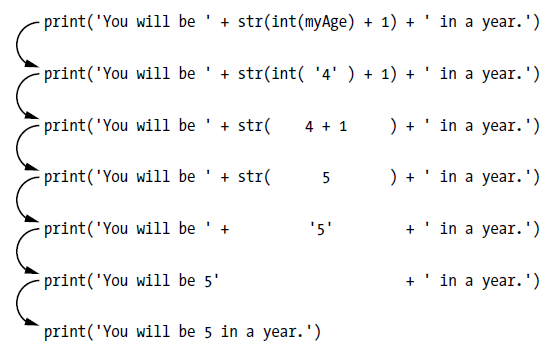 print('You will be ' + str(int(myAge) + 1) + ' in a year.')
print('You will be ' + str(int( '4' ) + 1) + ' in a year.')
print('You will be ' + str(    4 + 1     ) + ' in a year.')
print('You will be ' + str(      5       ) + ' in a year.')
print('You will be ' +          '5'         + ' in a year.')
print('You will be 5'                       + ' in a year.')
print('You will be 5 in a year.')